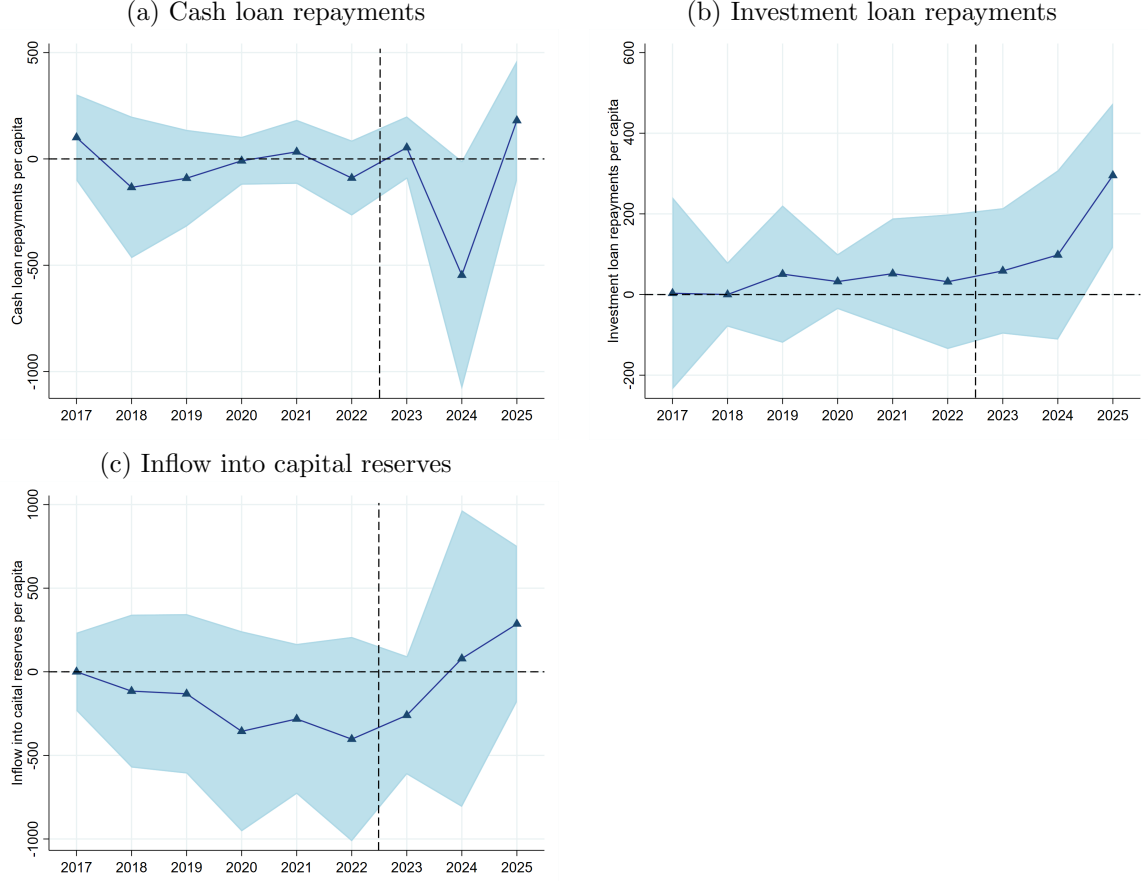 (a) Cash loan repayments
Cash loan repayments per capita
500
0
-500
-1000
2017 2018 2019 2020 2021 2022 2023 2024 2025
(b) Investment loan repayments
Investment loan repayments per capita
600
400
200
0
-200
2017 2018 2019 2020 2021 2022 2023 2024 2025
(c) Inflow into capital reserves
Inflow into caital reserves per capita
1000
500
0
-500
-1000
2017 2018 2019 2020 2021 2022 2023 2024 2025